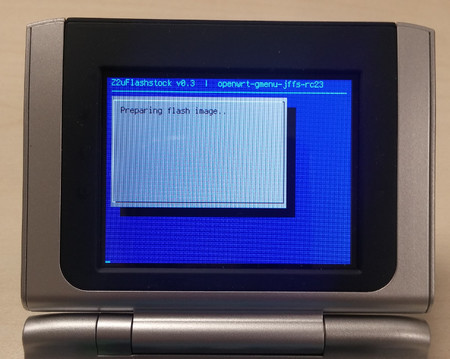 Z2uFlashstock v0.3 | openwrt-gmenu-jffs-rc23
Preparing flash image..